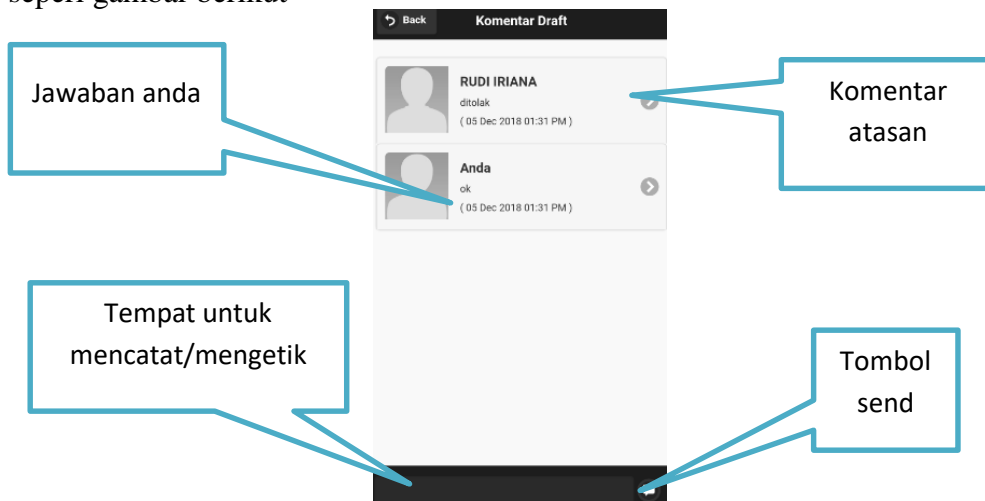 seperi gambar berikut
Back
Komentar Draft
Jawaban anda
RUDI IRIANA
ditolak
( 05 Dec 2018 01:31 PM )
Komentar
atasan
Anda
ok
( 05 Dec 2018 01:31 PM )
Tempat untuk
mencatat/mengetik
Tombol
send